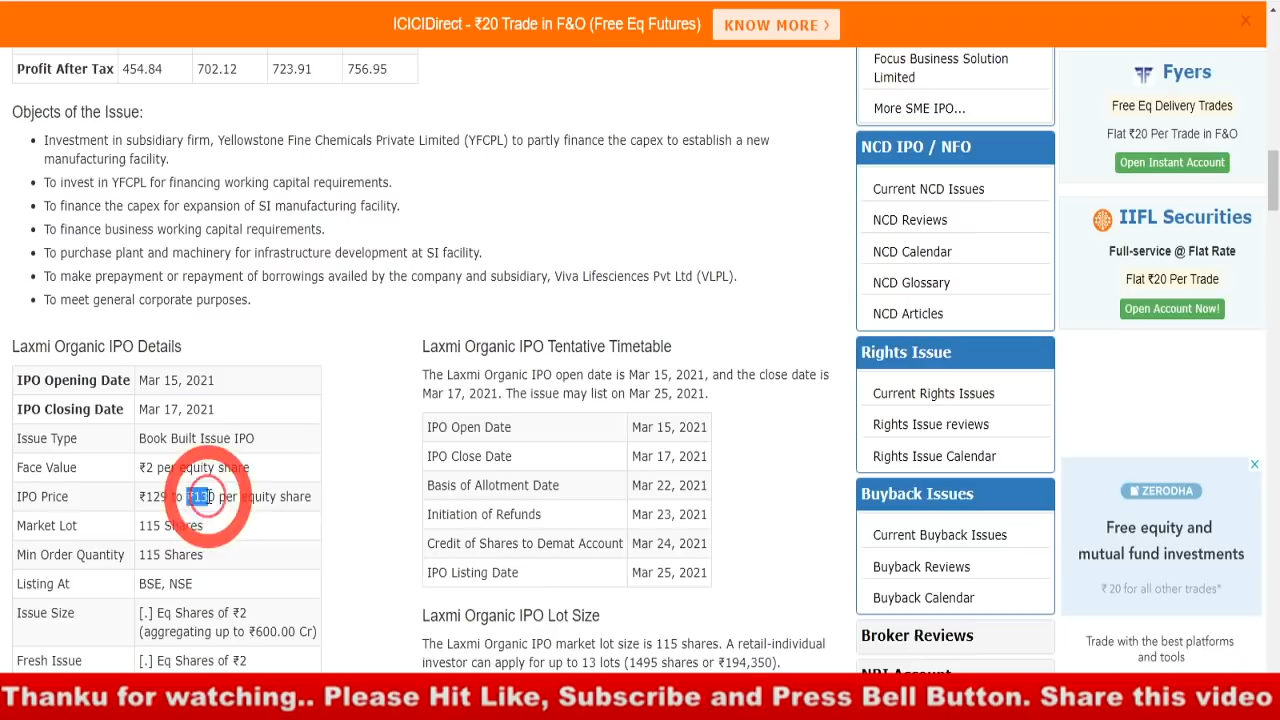 ICICIDirect - ₹20 Trade in F&O (Free Eq Futures) KNOW MORE › X
Profit After Tax 454.84 702.12 723.91 756.95
Objects of the Issue:
• Investment in subsidiary firm, Yellowstone Fine Chemicals Private Limited (YFCPL) to partly finance the capex to establish a new
manufacturing facility.
• To invest in YFCPL for financing working capital requirements.
• To finance the capex for expansion of SI manufacturing facility.
• To finance business working capital requirements.
• To purchase plant and machinery for infrastructure development at SI facility.
• To make prepayment or repayment of borrowings availed by the company and subsidiary, Viva Lifesciences Pvt Ltd (VLPL).
• To meet general corporate purposes.
Laxmi Organic IPO Details
IPO Opening Date Mar 15, 2021
IPO Closing Date Mar 17, 2021
Issue Type Book Built Issue IPO
Face Value ₹2 per equity share
IPO Price ₹129 to ₹130 per equity share
Market Lot 115 Shares
Min Order Quantity 115 Shares
Listing At BSE, NSE
Issue Size [.] Eq Shares of ₹2
(aggregating up to ₹600.00 Cr)
Fresh Issue [.] Eq Shares of ₹2
Laxmi Organic IPO Tentative Timetable
The Laxmi Organic IPO open date is Mar 15, 2021, and the close date is
Mar 17, 2021. The issue may list on Mar 25, 2021.
IPO Open Date Mar 15, 2021
IPO Close Date Mar 17, 2021
Basis of Allotment Date Mar 22, 2021
Initiation of Refunds Mar 23, 2021
Credit of Shares to Demat Account Mar 24, 2021
IPO Listing Date Mar 25, 2021
Laxmi Organic IPO Lot Size
The Laxmi Organic IPO market lot size is 115 shares. A retail-individual
investor can apply for up to 13 lots (1495 shares or ₹194,350).
Focus Business Solution
Limited
More SME IPO...
NCD IPO / NFO
Current NCD Issues
NCD Reviews
NCD Calendar
NCD Glossary
NCD Articles
Rights Issue
Current Rights Issues
Rights Issue reviews
Rights Issue Calendar
Buyback Issues
Current Buyback Issues
Buyback Reviews
Buyback Calendar
Broker Reviews
NRI Account
Fyers
Free Eq Delivery Trades
Flat ₹20 Per Trade in F&O
Open Instant Account
IIFL Securities
Full-service @ Flat Rate
Flat ₹20 Per Trade
Open Account Now!
ZERODHA
Free equity and
mutual fund investments
₹ 20 for all other trades*
Trade with the best platforms
and tools
Thanku for watching.. Please Hit Like, Subscribe and Press Bell Button. Share this video